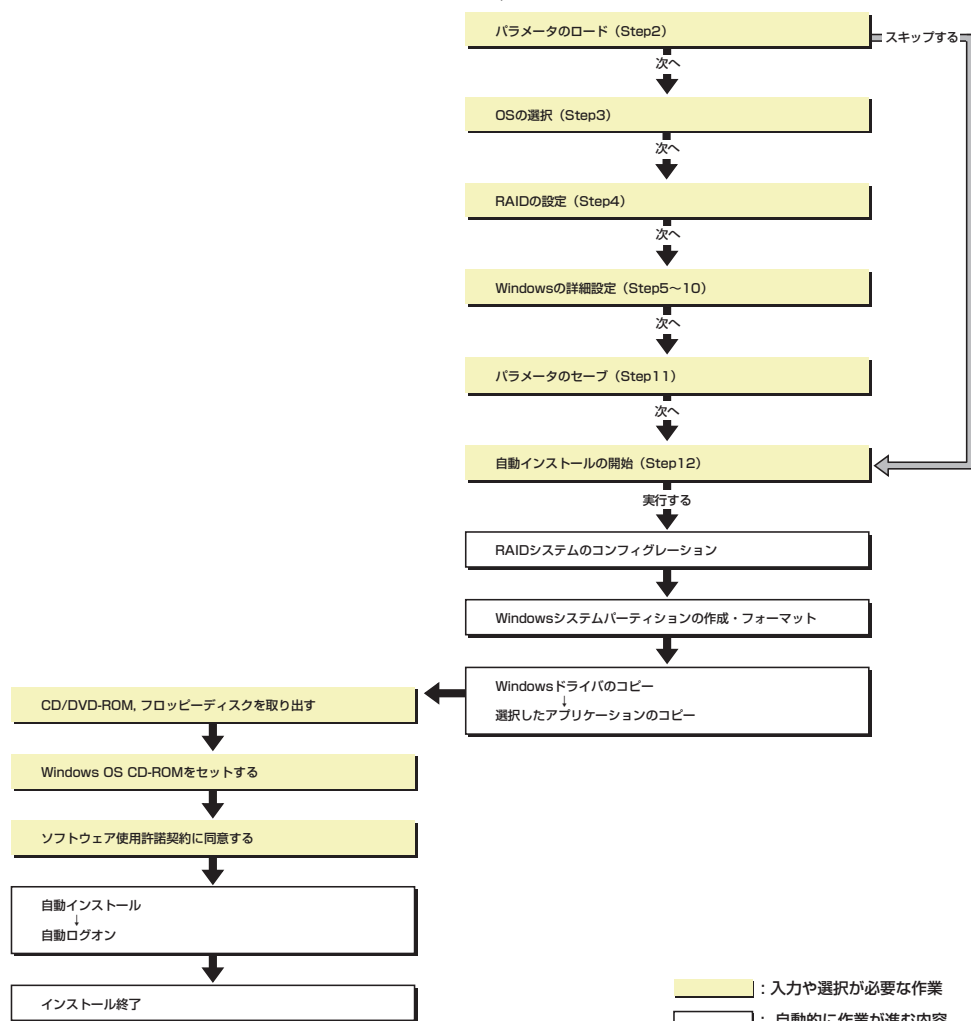 パラメータのロード（Step2）
スキップする
次へ
OSの選択（Step3）
次へ
RAIDの設定（Step4）
次へ
Windowsの詳細設定（Step5～10）
次へ
パラメータのセーブ（Step11）
次へ
自動インストールの開始（Step12）
実行する
RAIDシステムのコンフィグレーション
Windowsシステムパーティションの作成・フォーマット
Windowsドライバのコピー
↓
選択したアプリケーションのコピー
CD/DVD-ROM, フロッピーディスクを取り出す
Windows OS CD-ROMをセットする
ソフトウェア使用許諾契約に同意する
自動インストール
↓
自動ログオン
インストール終了
：入力や選択が必要な作業
：自動的に作業が進む内容